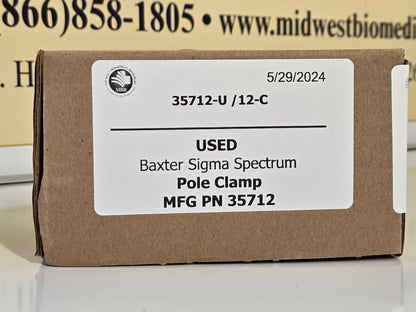 (866)858-1805 • www.midwestbiomedi
. H
5/29/2024
35712-U /12-C
USED
Baxter Sigma Spectrum
Pole Clamp
MFG PN 35712